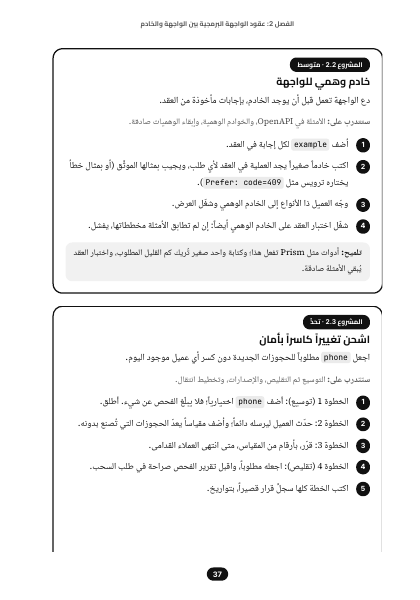 الفصل 2: عقود الواجهة البرمجية بين الواجهة والخادم
المشروع 2.2 · متوسط
خادم وهمي للواجهة
دع الواجهة تعمل قبل أن يوجد الخادم، بإجابات مأخوذة من العقد.
ستتدرب على: الأمثلة في OpenAPI، والخوادم الوهمية، وإبقاء الوهميات صادقة.
1 أضف example لكل إجابة في العقد.
2 اكتب خادماً صغيراً يجد العملية في العقد لأي طلب، ويجيب بمثالها الموثّق (أو بمثال خطأ
يختاره ترويس مثل Prefer: code=409).
3 وجّه العميل ذا الأنواع إلى الخادم الوهمي وشغّل العرض.
4 شغّل اختبار العقد على الخادم الوهمي أيضاً: إن لم تطابق الأمثلة مخططاتها، يفشل.
تلميح: أدوات مثل Prism تفعل هذا؛ وكتابة واحد صغير تُريك كم القليل المطلوب، واختبار العقد
يُبقي الأمثلة صادقة.
المشروع 2.3 · تحدٍّ
اشحن تغييراً كاسراً بأمان
اجعل phone مطلوباً للحجوزات الجديدة دون كسر أي عميل موجود اليوم.
ستتدرب على: التوسيع ثم التقليص، والإصدارات، وتخطيط انتقال.
1 الخطوة 1 (توسيع): أضف phone اختيارياً؛ فلا يبلّغ الفحص عن شيء. أطلق.
2 الخطوة 2: حدّث العميل ليرسله دائماً؛ وأضف مقياساً يعدّ الحجوزات التي تُصنع بدونه.
3 الخطوة 3: قرّر، بأرقام من المقياس، متى انتهى العملاء القدامى.
4 الخطوة 4 (تقليص): اجعله مطلوباً، واقبل تقرير الفحص صراحة في طلب السحب.
5 اكتب الخطة كلها سجلّ قرار قصيراً، بتواريخ.
37